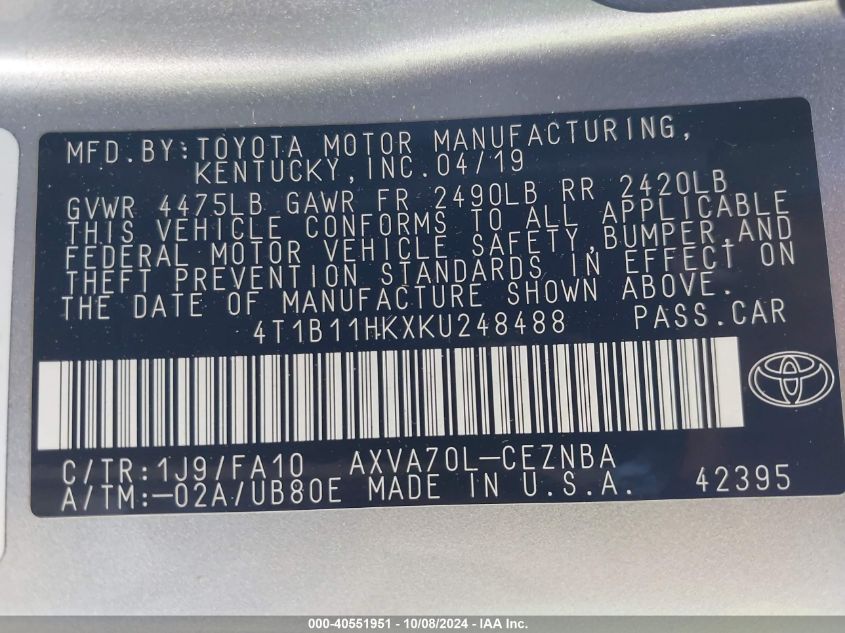 MFD.BY:TOYOTA MOTOR MANUFACTURING,
KENTUCKY,INC.04/19
GVWR 4475LB GAWR FR 2490LB RR 2420LB
THIS VEHICLE CONFORMS TO ALL APPLICABLE
FEDERAL MOTOR VEHICLE SAFETY,BUMPER,AND
THEFT PREVENTION STANDARDS IN EFFECT ON
THE DATE OF MANUFACTURE SHOWN ABOVE.
4T1B11HKXKU248488 PASS.CAR
C/TR:1J9/FA10 AXVA70L-CEZNBA
A/TM:-02A/UB80E MADE IN U.S.A. 42395
000-40551951 - 10/08/2024 - IAA Inc.